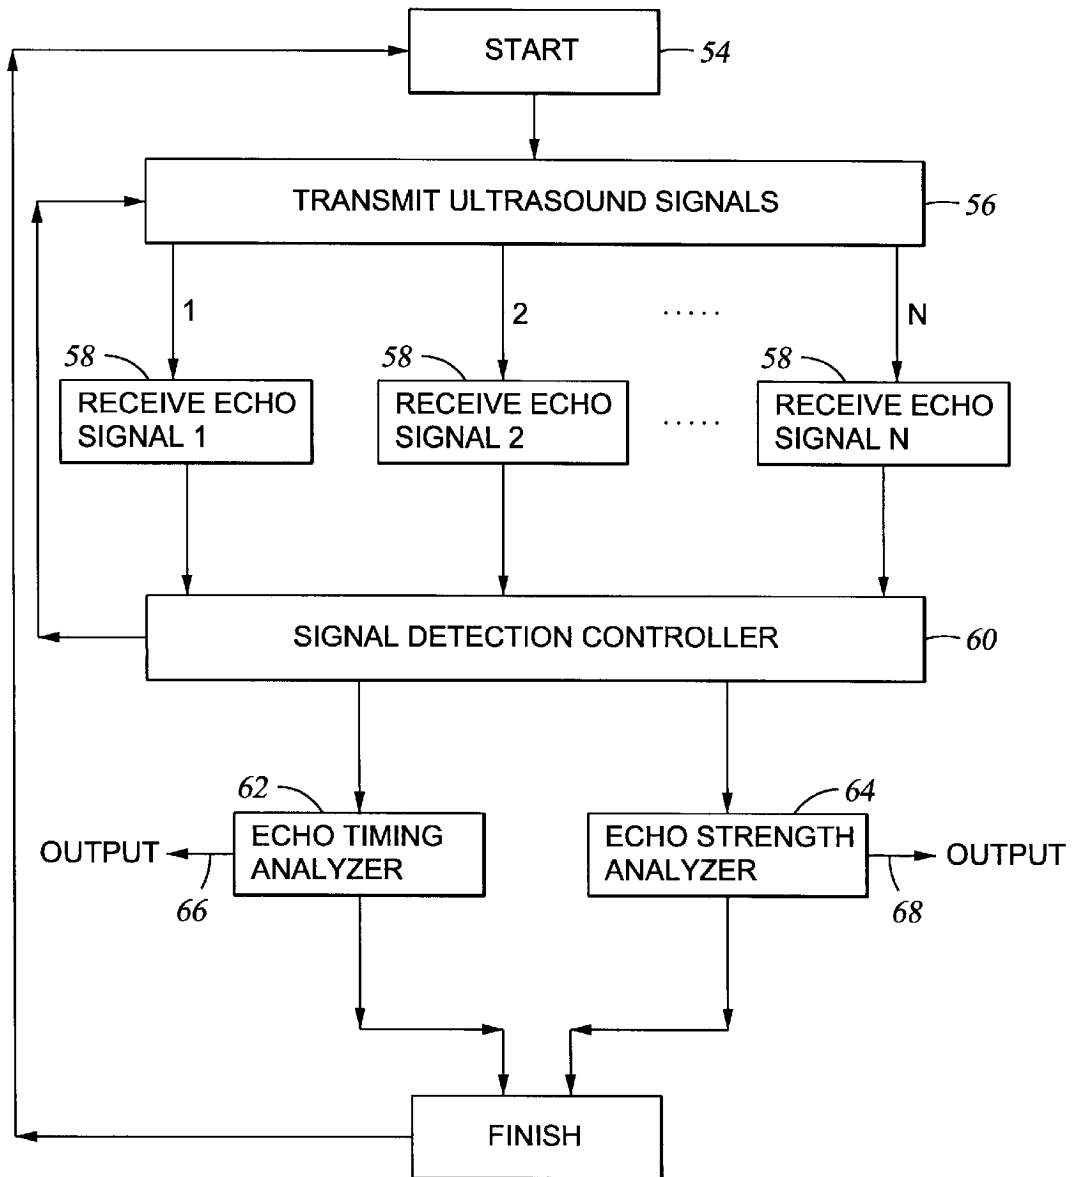 START
54
TRANSMIT ULTRASOUND SIGNALS
56
1
2
.....
N
58
58
58
RECEIVE ECHO
SIGNAL 1
RECEIVE ECHO
SIGNAL 2
.....
RECEIVE ECHO
SIGNAL N
SIGNAL DETECTION CONTROLLER
60
62
64
ECHO TIMING
ANALYZER
ECHO STRENGTH
ANALYZER
OUTPUT
OUTPUT
66
68
FINISH